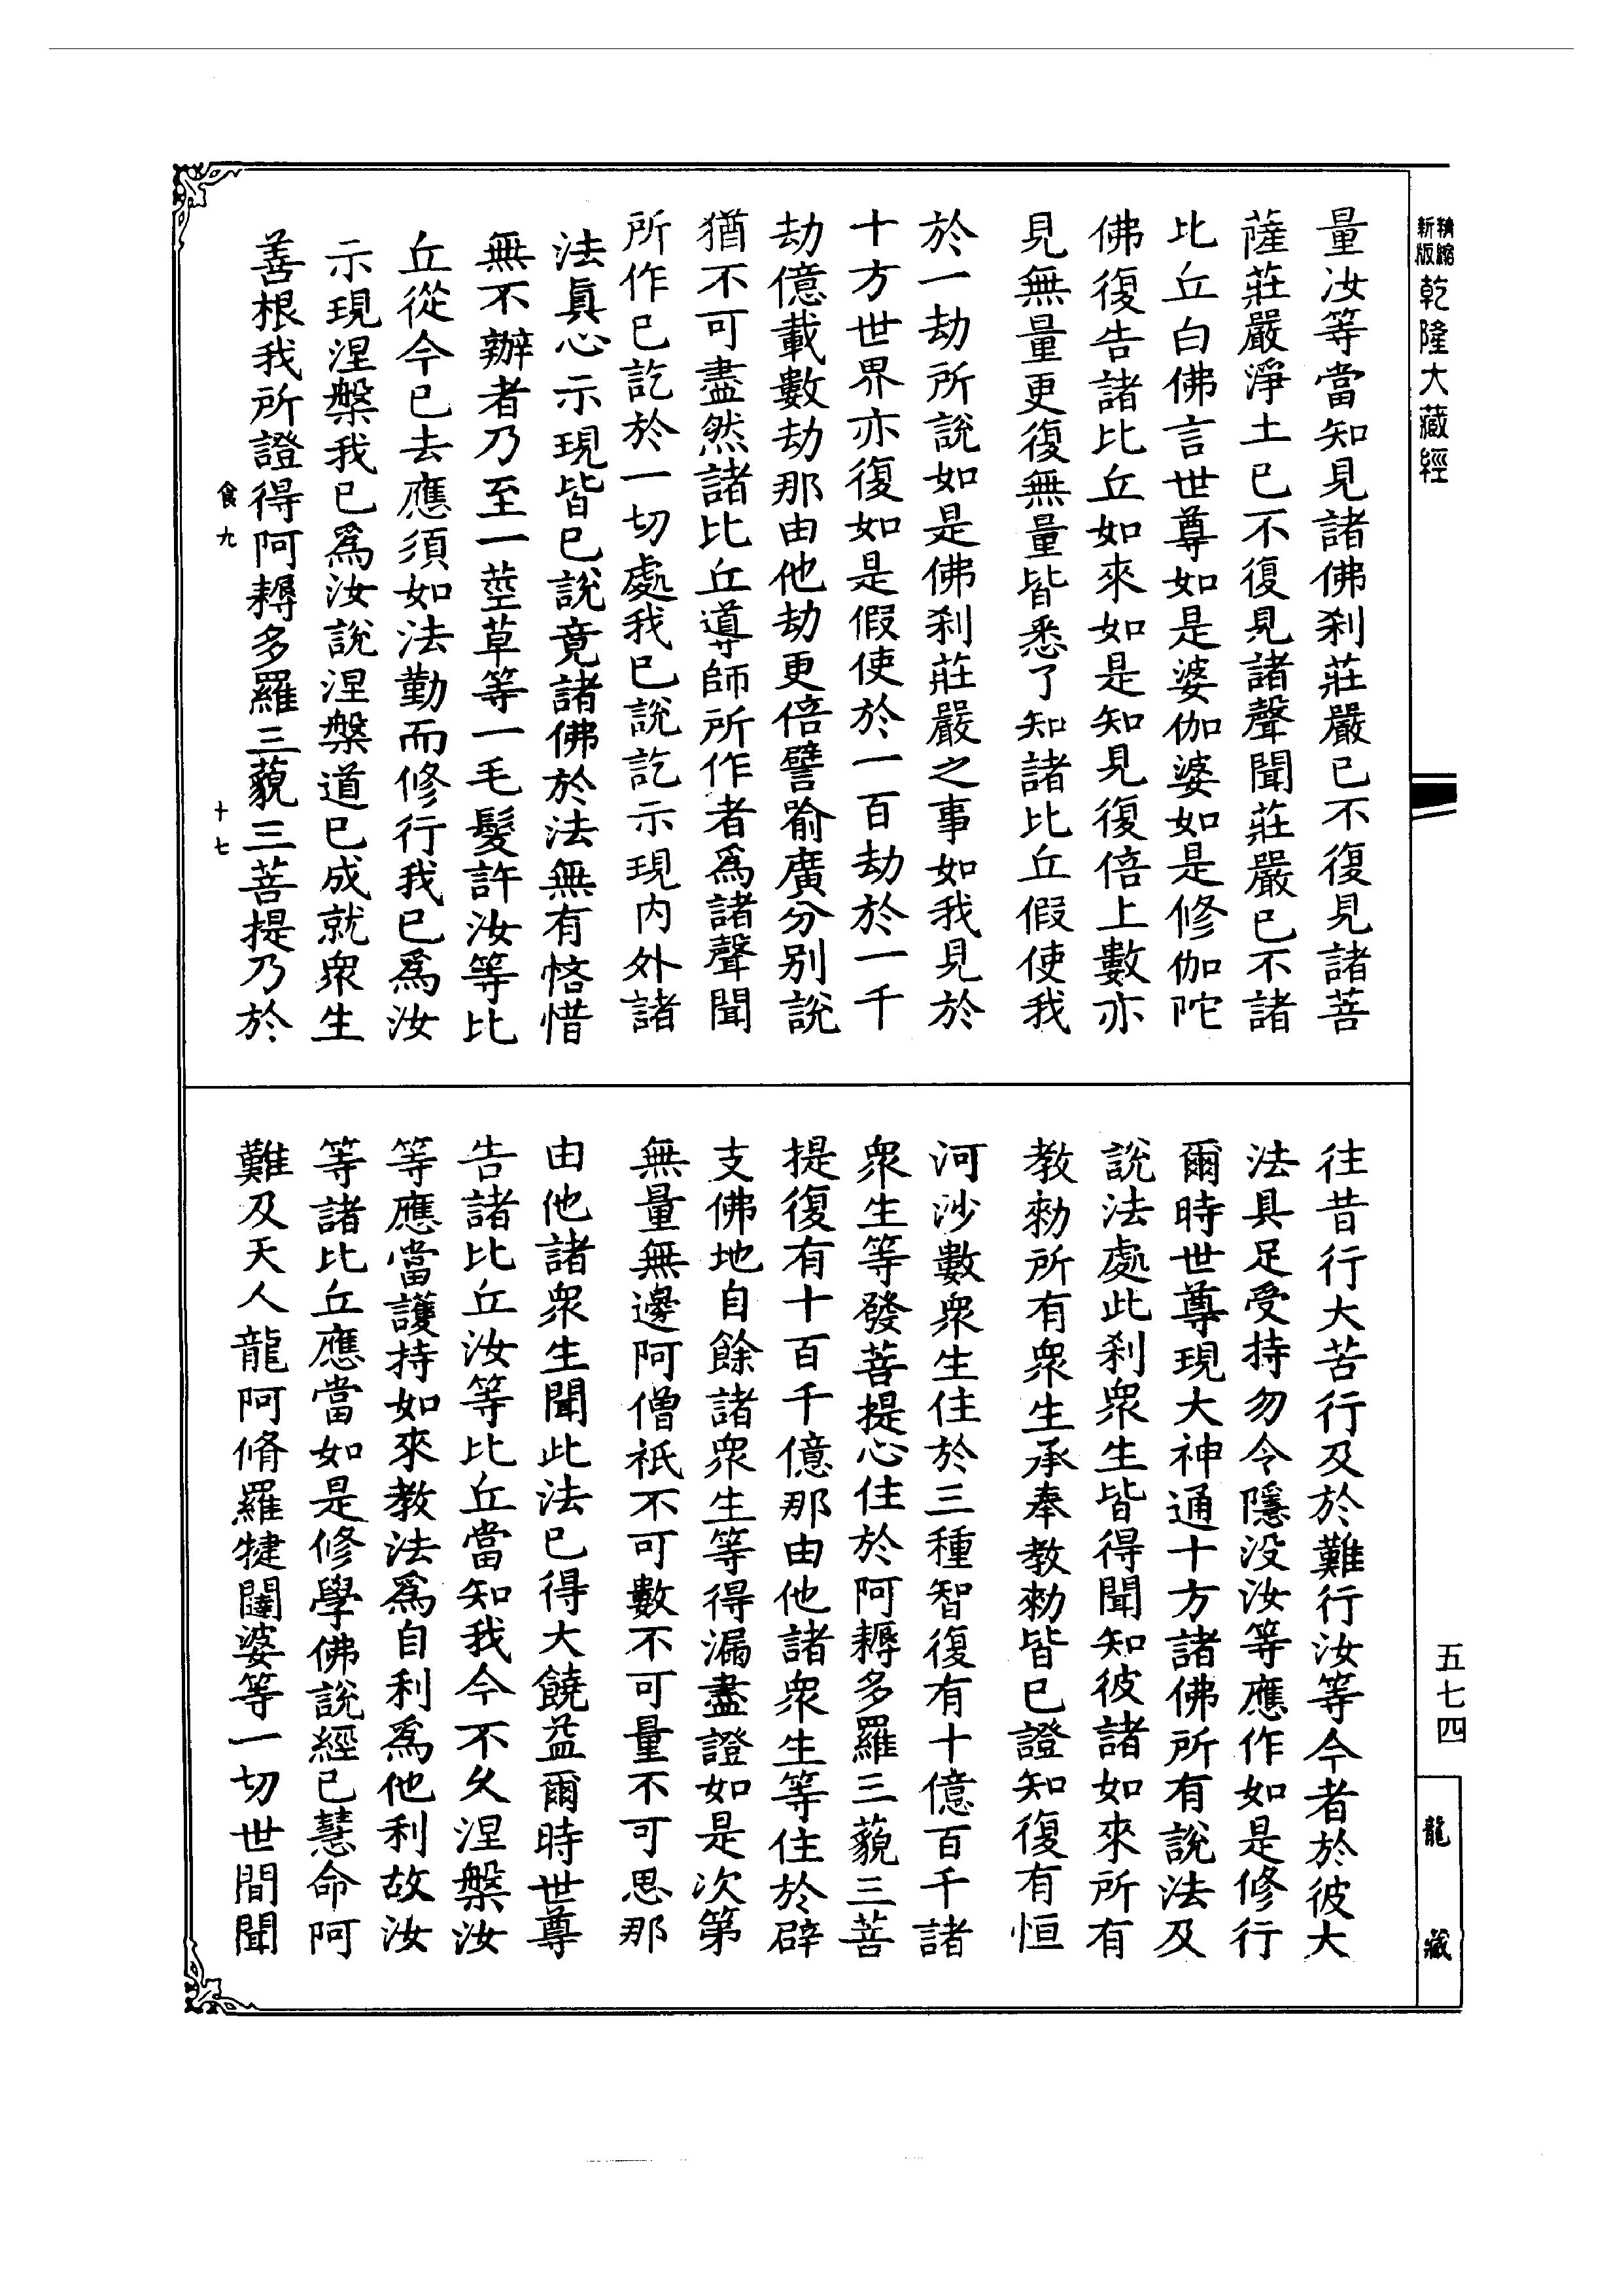 精縮
新版
乾隆大藏經
量汝等當知見諸佛刹莊嚴已不復見諸菩
薩莊嚴淨土已不復見諸聲聞莊嚴已不諸
比丘白佛言世尊如是婆伽婆如是修伽陀
佛復告諸比丘如來如是知見復倍上數亦
見無量更復無量皆悉了知諸比丘假使我
於一劫所說如是佛刹莊嚴之事如我見於
十方世界亦復如是假使於一百劫於一千
劫億載數劫那由他劫更倍譬喻廣分别說
猶不可盡然諸比丘導師所作者爲諸聲聞
所作已訖於一切處我已說訖示現内外諸
法眞心示現皆已說竟諸佛於法無有悋惜
無不辦者乃至一莖草等一毛髮許汝等比
丘從今已去應須如法勤而修行我已爲汝
示現涅槃我已爲汝說涅槃道已成就衆生
善根我所證得阿耨多羅三藐三菩提乃於
食九
十七
往昔行大苦行及於難行汝等今者於彼大
法具足受持勿令隱没汝等應作如是修行
爾時世尊現大神通十方諸佛所有說法及
說法處此刹衆生皆得聞知彼諸如來所有
教勑所有衆生承奉教勑皆已證知復有恒
河沙數衆生住於三種智復有十億百千諸
衆生等發菩提心住於阿耨多羅三藐三菩
提復有十百千億那由他諸衆生等住於辟
支佛地自餘諸衆生等得漏盡證如是次第
無量無邊阿僧祇不可數不可量不可思那
由他諸衆生聞此法已得大饒益爾時世尊
告諸比丘汝等比丘當知我今不久涅槃汝
等應當護持如來教法爲自利爲他利故汝
等諸比丘應當如是修學佛說經已慧命阿
難及天人龍阿脩羅犍闥婆等一切世間聞
五七四
龍藏